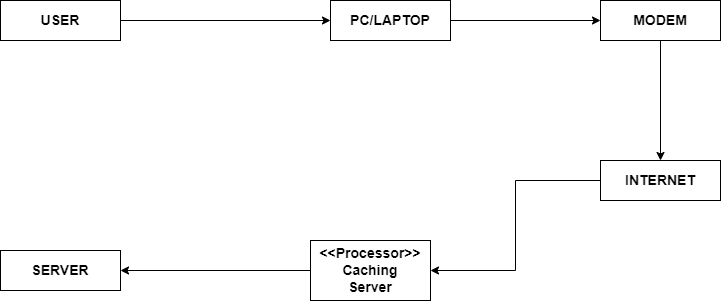 USER
PC/LAPTOP
MODEM
INTERNET
<<Processor>>
Caching
Server
SERVER